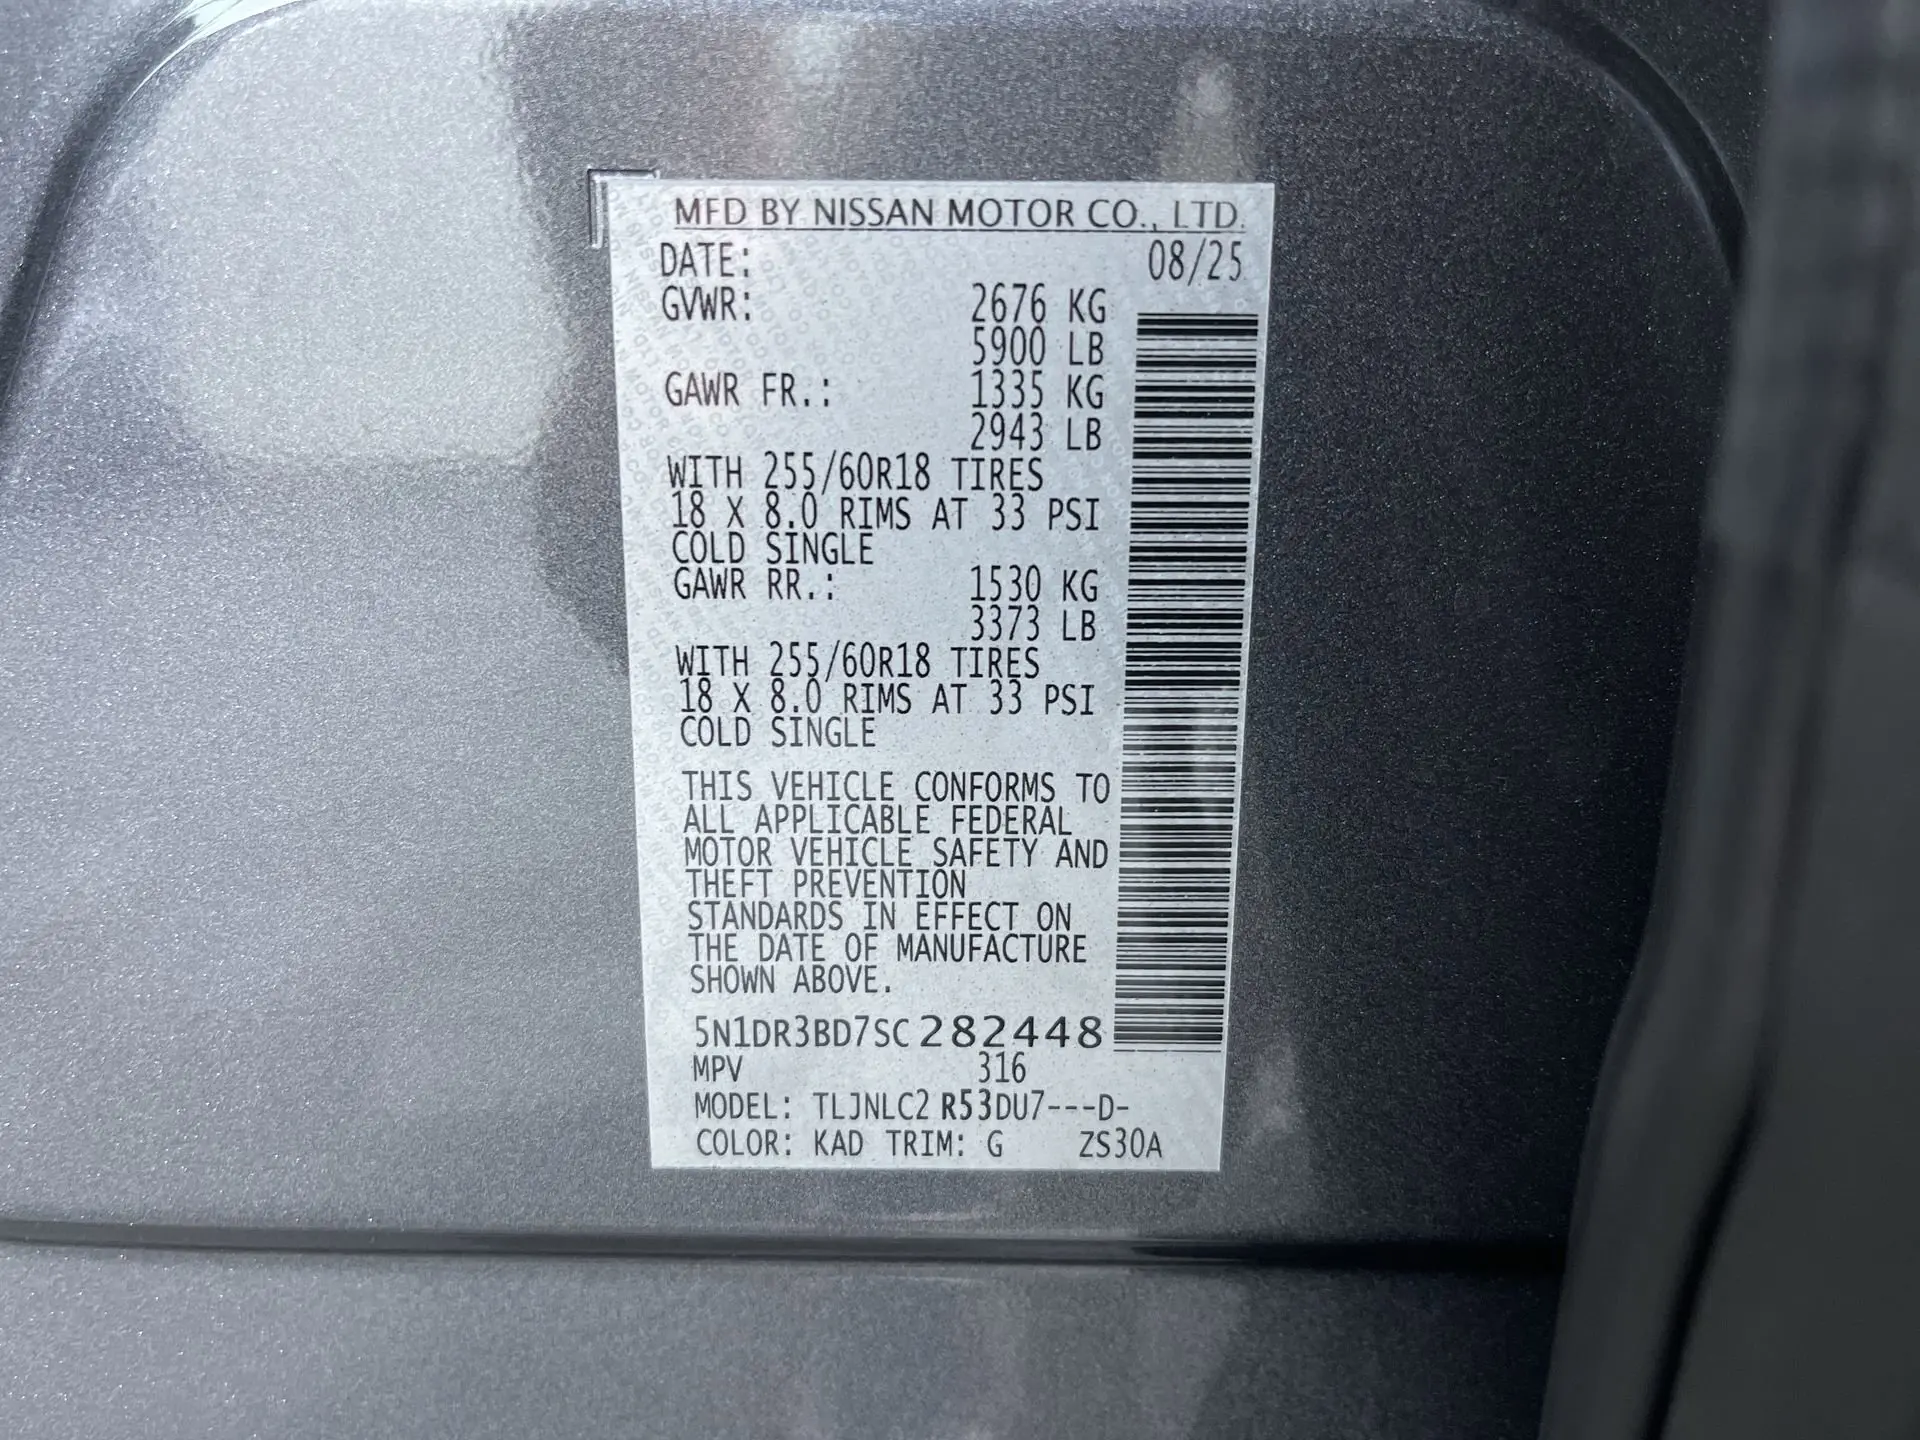 MFD BY NISSAN MOTOR CO., LTD.
DATE: 08/25
GVWR: 2676 KG
5900 LB
GAWR FR.: 1335 KG
2943 LB
WITH 255/60R18 TIRES
18 X 8.0 RIMS AT 33 PSI
COLD SINGLE
GAWR RR.: 1530 KG
3373 LB
WITH 255/60R18 TIRES
18 X 8.0 RIMS AT 33 PSI
COLD SINGLE
THIS VEHICLE CONFORMS TO
ALL APPLICABLE FEDERAL
MOTOR VEHICLE SAFETY AND
THEFT PREVENTION
STANDARDS IN EFFECT ON
THE DATE OF MANUFACTURE
SHOWN ABOVE.
5N1DR3BD7SC282448
MPV 316
MODEL: TLJNLC2 R53DU7---D-
COLOR: KAD TRIM: G ZS30A